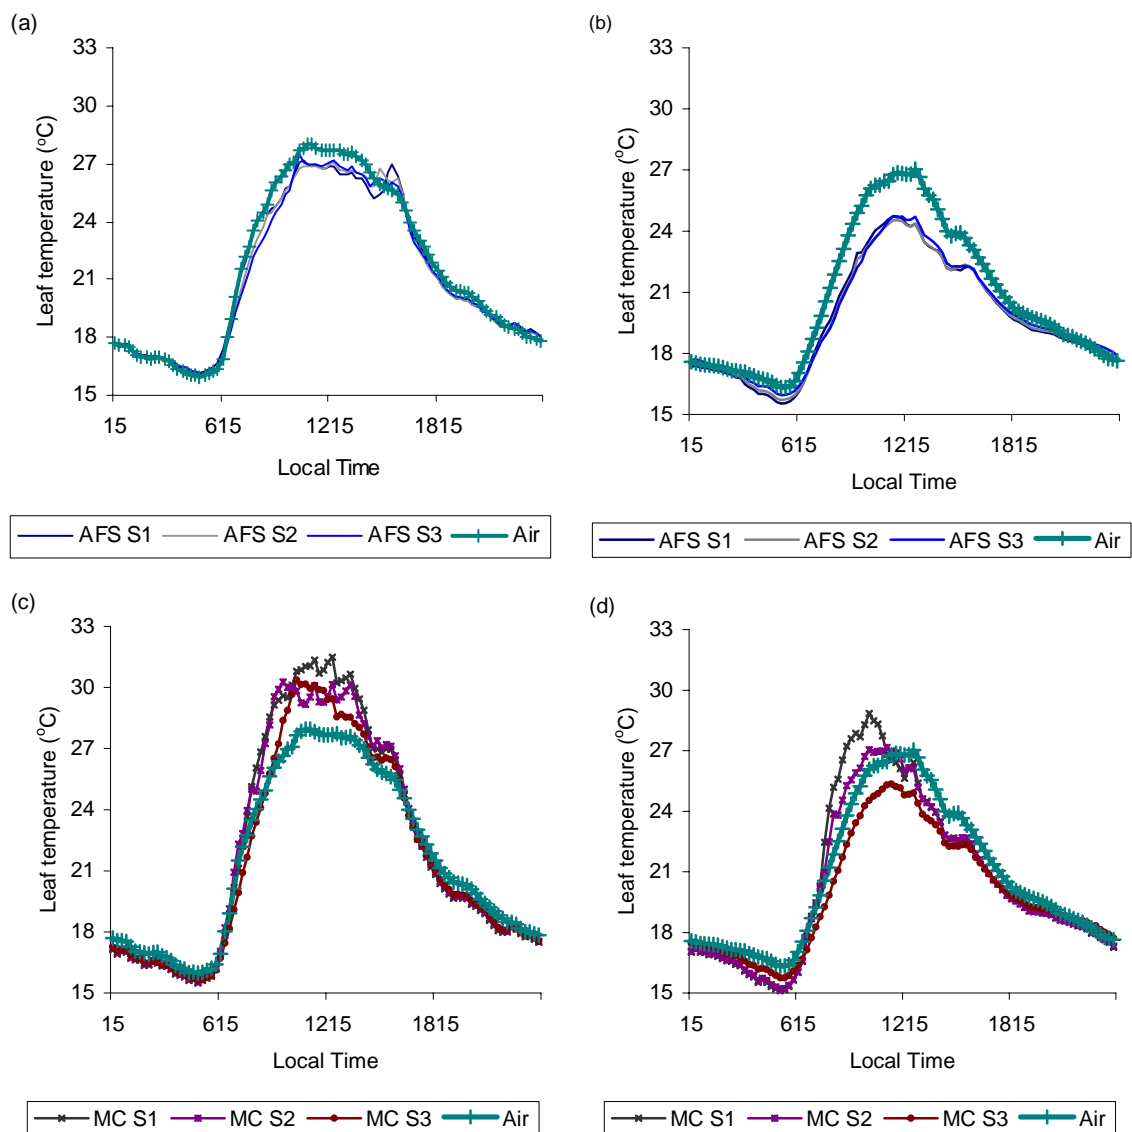 (a)
33
30
27
24
21
18
15
Leaf temperature (°C)
15 615 1215 1815
Local Time
AFS S1 AFS S2 AFS S3 Air
(b)
33
30
27
24
21
18
15
Leaf temperature (°C)
15 615 1215 1815
Local Time
AFS S1 AFS S2 AFS S3 Air
(c)
33
30
27
24
21
18
15
Leaf temperature (°C)
15 615 1215 1815
Local Time
MC S1 MC S2 MC S3 Air
(d)
33
30
27
24
21
18
15
Leaf temperature (°C)
15 615 1215 1815
Local Time
MC S1 MC S2 MC S3 Air